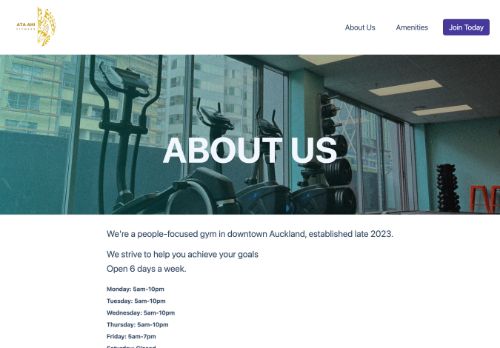 ATA AHI
FITNESS
About Us
Amenities
Join Today
ABOUT US
We're a people-focused gym in downtown Auckland, established late 2023.
We strive to help you achieve your goals
Open 6 days a week.
Monday: 5am-10pm
Tuesday: 5am-10pm
Wednesday: 5am-10pm
Thursday: 5am-10pm
Friday: 5am-7pm
Saturday: Closed